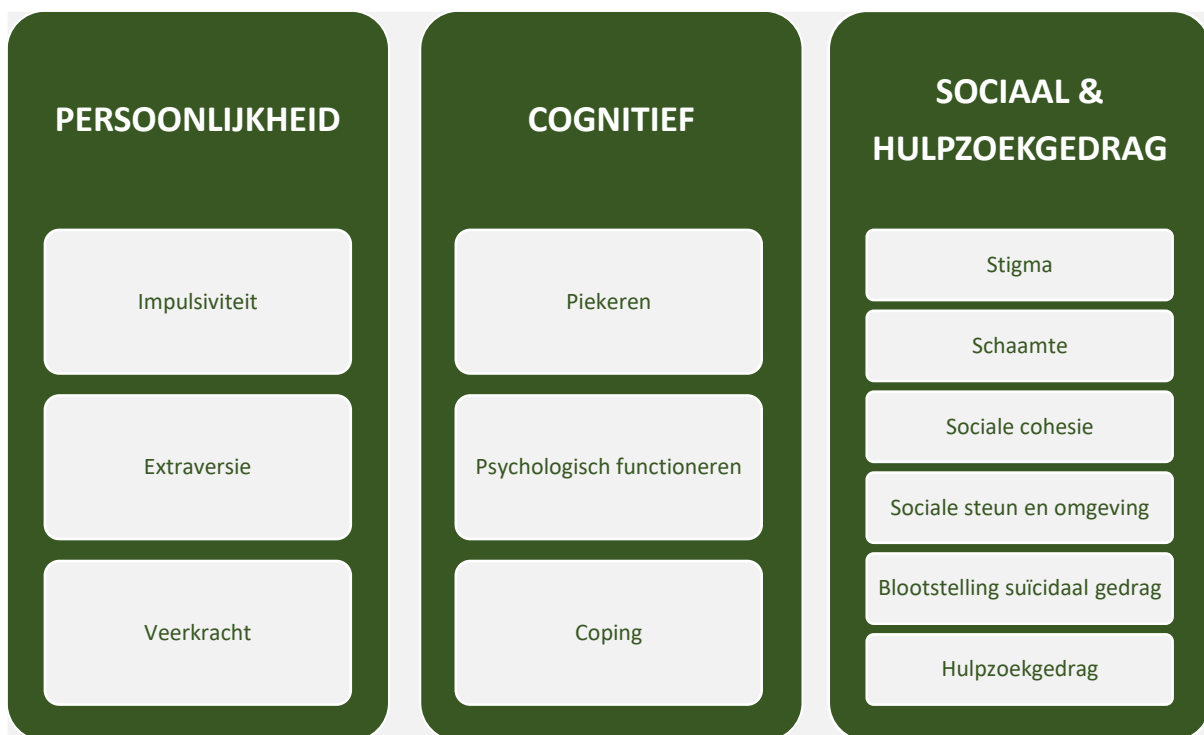 PERSOONLIJKHEID
Impulsiviteit
Extraversie
Veerkracht
COGNITIEF
Piekeren
Psychologisch functioneren
Coping
SOCIAAL &
HULPZOEKGEDRAG
Stigma
Schaamte
Sociale cohesie
Sociale steun en omgeving
Blootstelling suïcidaal gedrag
Hulpzoekgedrag